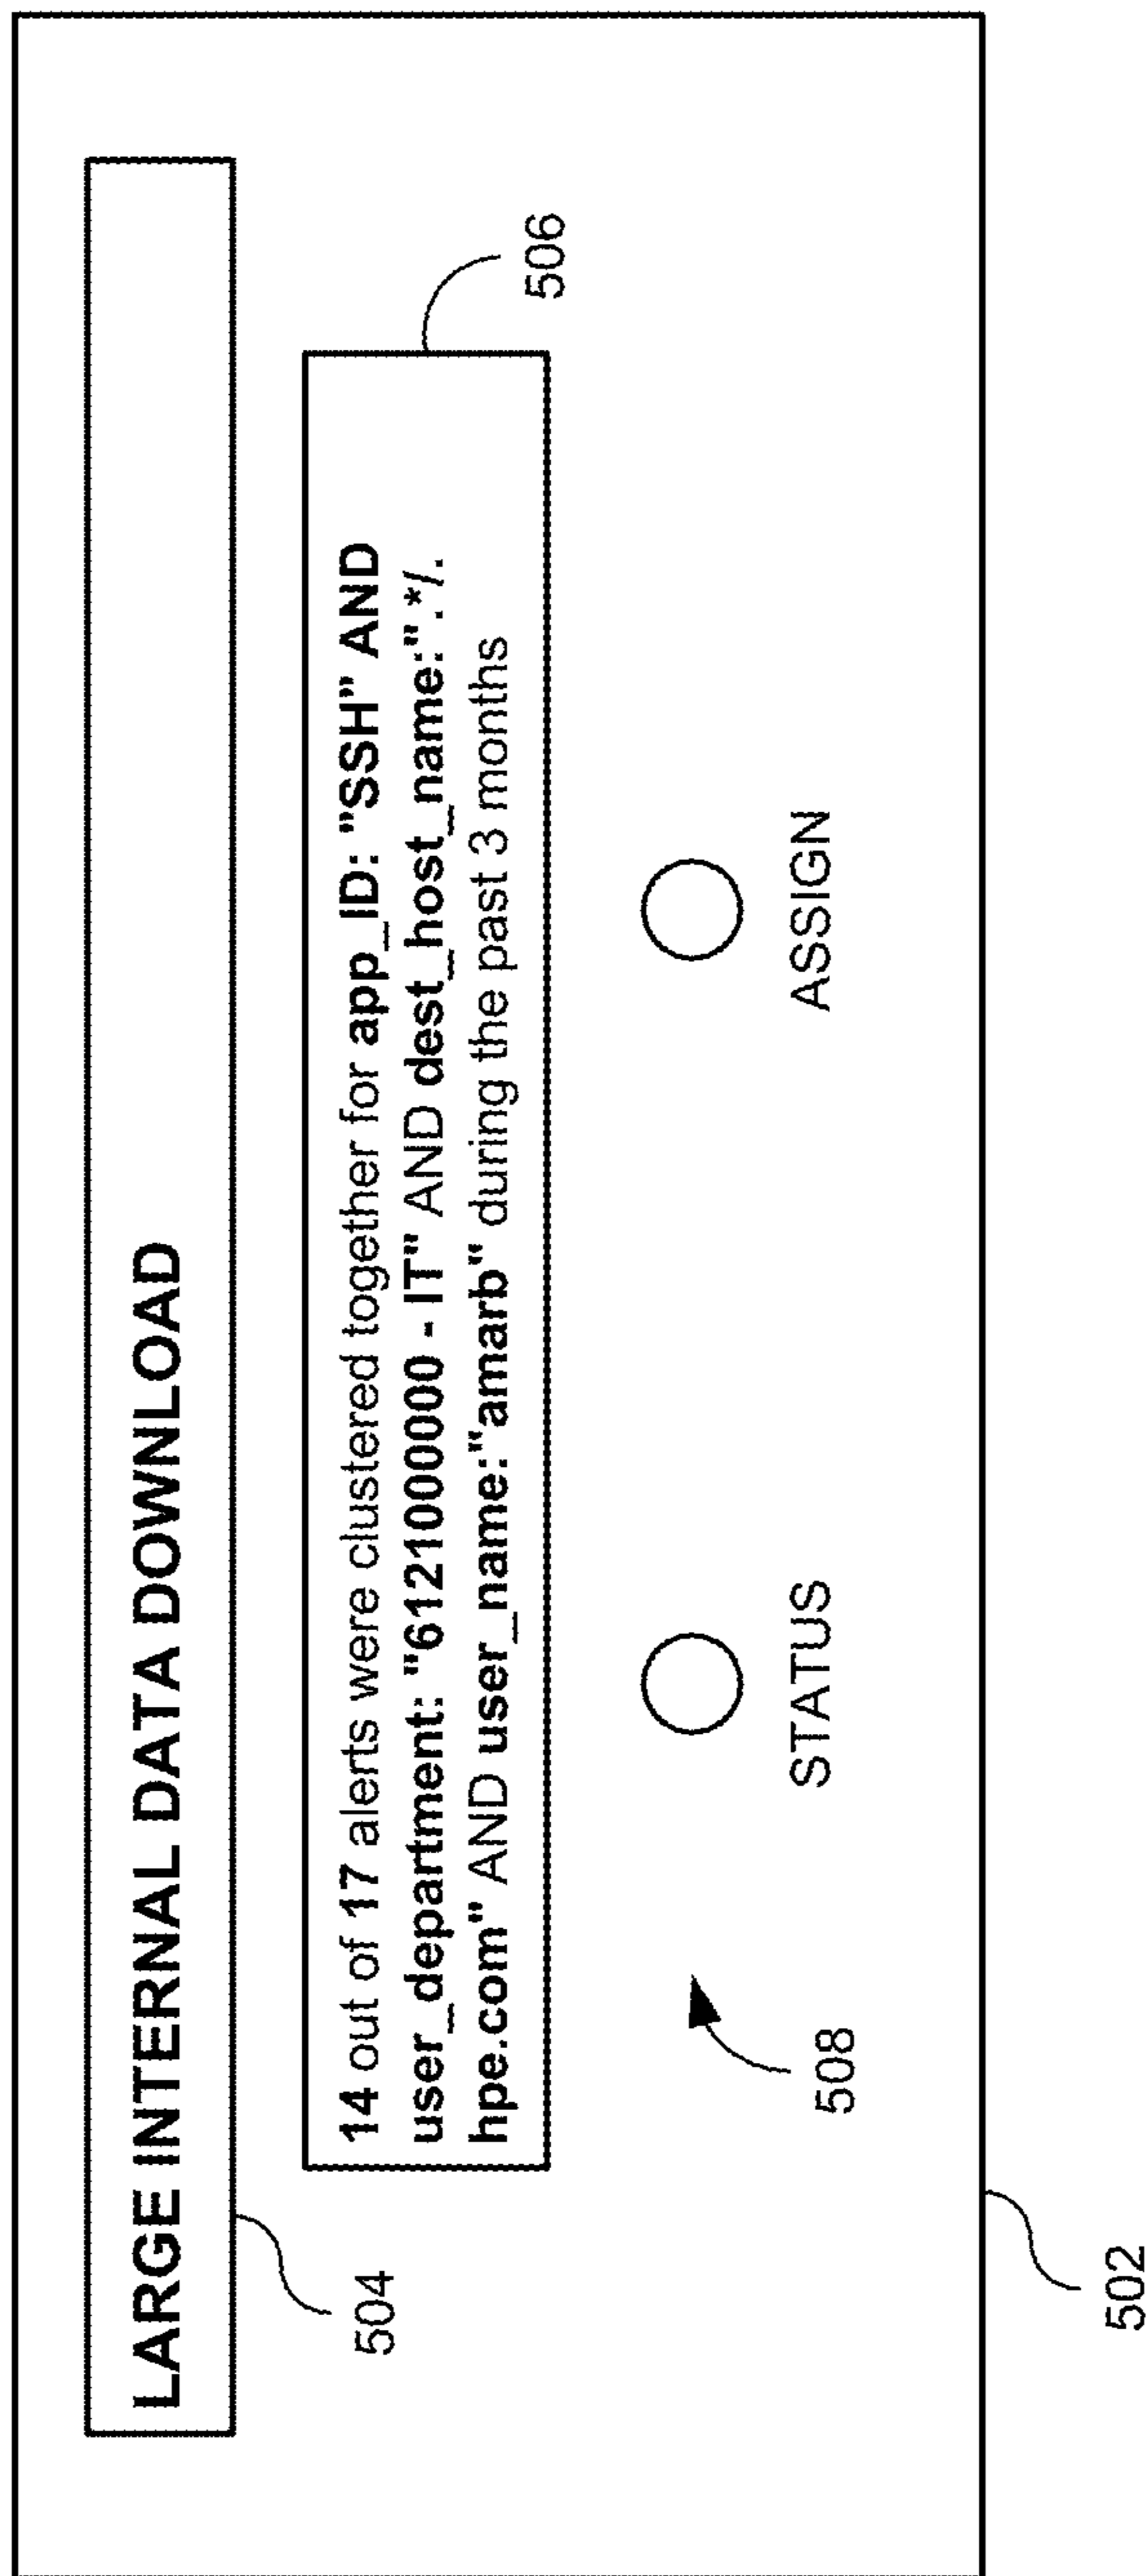 LARGE INTERNAL DATA DOWNLOAD
504
14 out of 17 alerts were clustered together for app_ID: "SSH" AND
user_department: "612100000 - IT" AND dest_host_name:".*/.
hpe.com" AND user_name:"amarb" during the past 3 months
506
508
STATUS
ASSIGN
502